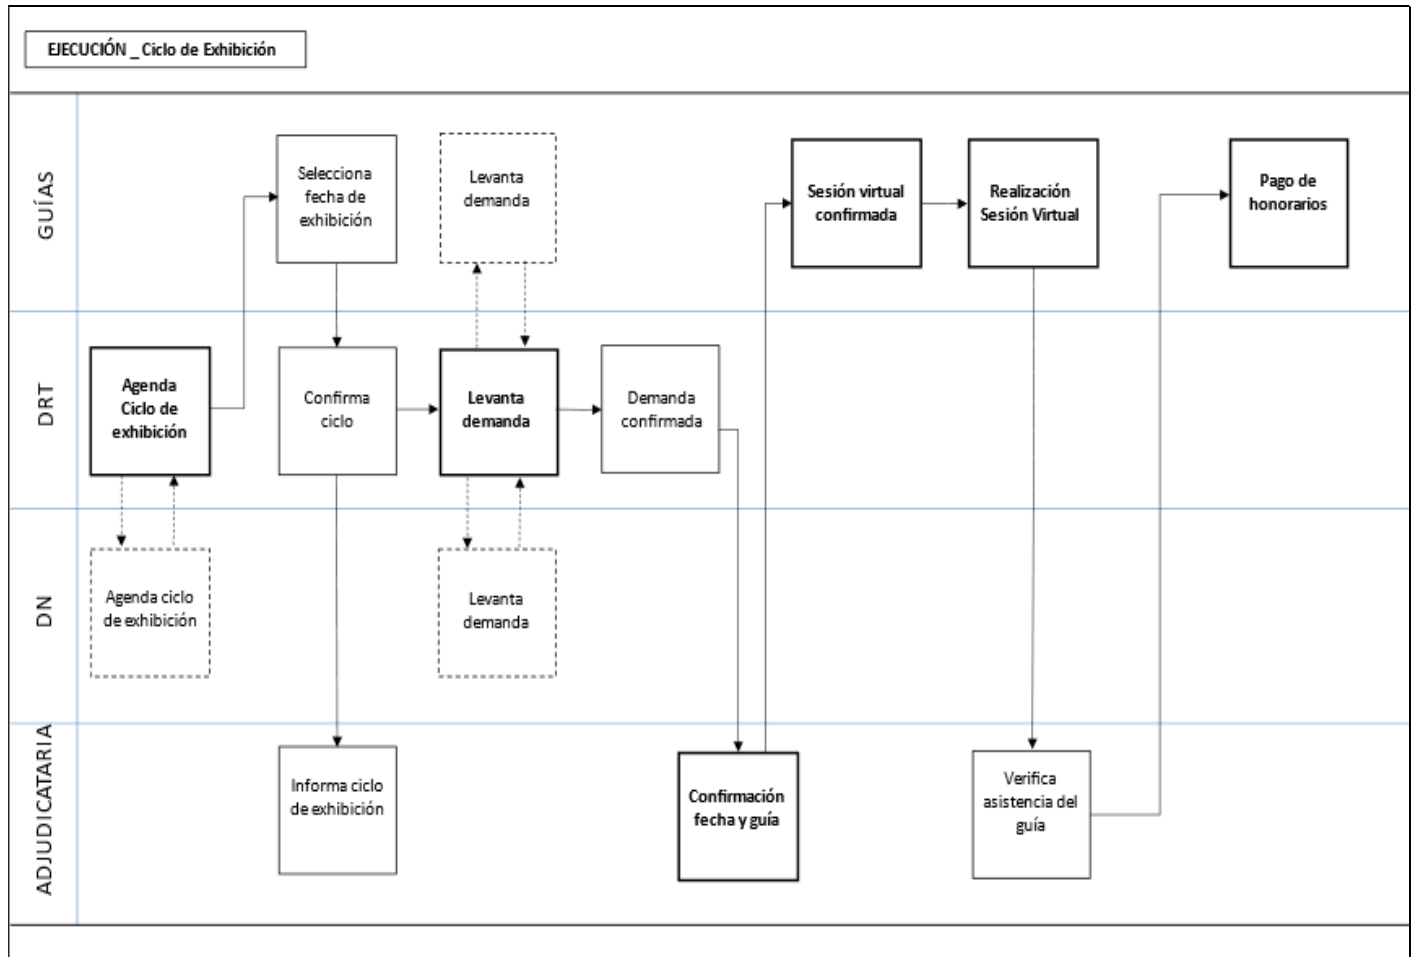 EJECUCIÓN _ Ciclo de Exhibición
GUÍAS
Selecciona
fecha de
exhibición
Levanta
demanda
Sesión virtual
confirmada
Realización
Sesión Virtual
Pago de
honorarios
DRT
Agenda
Ciclo de
exhibición
Confirma
ciclo
Levanta
demanda
Demanda
confirmada
DN
Agenda ciclo
de exhibición
Levanta
demanda
ADJUDICATARIA
Informa ciclo
de exhibición
Confirmación
fecha y guía
Verifica
asistencia del
guía